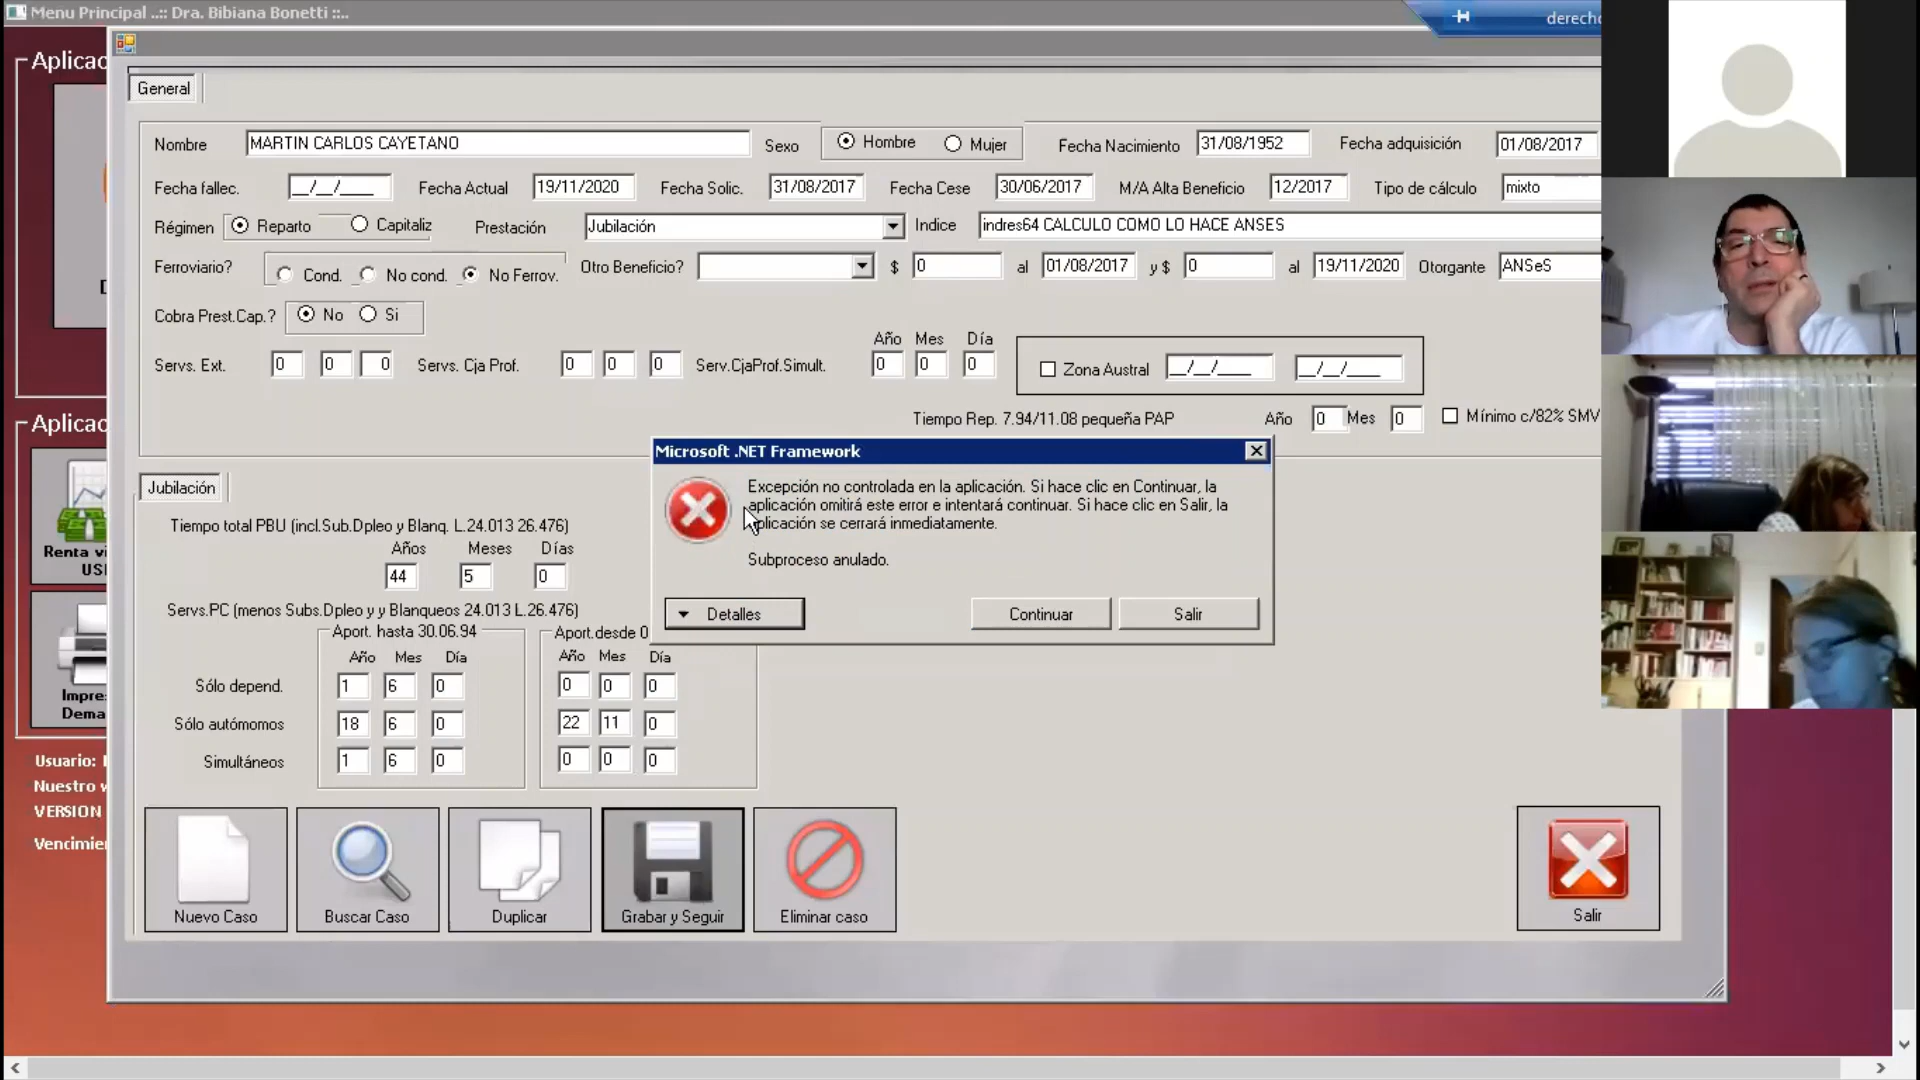 Menu Principal ..:: Dra. Bibiana Bonetti ::..
derecho
Aplicac
General
Nombre MARTIN CARLOS CAYETANO Sexo Hombre Mujer Fecha Nacimiento 31/08/1952 Fecha adquisición 01/08/2017
Fecha fallec. __/__/____ Fecha Actual 19/11/2020 Fecha Solic. 31/08/2017 Fecha Cese 30/06/2017 M/A Alta Beneficio 12/2017 Tipo de cálculo mixto
Régimen Reparto Capitaliz Prestación Jubilación Indice indres64 CALCULO COMO LO HACE ANSES
Ferroviario? Cond. No cond. No Ferrov. Otro Beneficio? $ 0 al 01/08/2017 y $ 0 al 19/11/2020 Otorgante ANSeS
Cobra Prest.Cap.? No Si
Año Mes Día
Servs. Ext. 0 0 0 Servs. Cja Prof. 0 0 0 Serv.CjaProf.Simult. 0 0 0 Zona Austral __/__/____ __/__/____
Tiempo Rep. 7.94/11.08 pequeña PAP Año 0 Mes 0 Mínimo c/82% SMV
Aplicac
Renta vi
USI
Impre
Dema
Usuario: 
Nuestro w
VERSION
Vencimie
Microsoft .NET Framework
Excepción no controlada en la aplicación. Si hace clic en Continuar, la
aplicación omitirá este error e intentará continuar. Si hace clic en Salir, la
aplicación se cerrará inmediatamente.
Subproceso anulado.
Detalles Continuar Salir
Jubilación
Tiempo total PBU (incl.Sub.Dpleo y Blanq. L.24.013 26.476)
Años Meses Días
44 5 0
Servs.PC (menos Subs.Dpleo y y Blanqueos 24.013 L.26.476)
Aport. hasta 30.06.94 Aport.desde 0
Año Mes Día Año Mes Día
Sólo depend. 1 6 0 0 0 0
Sólo autómomos 18 6 0 22 11 0
Simultáneos 1 6 0 0 0 0
Nuevo Caso Buscar Caso Duplicar Grabar y Seguir Eliminar caso Salir